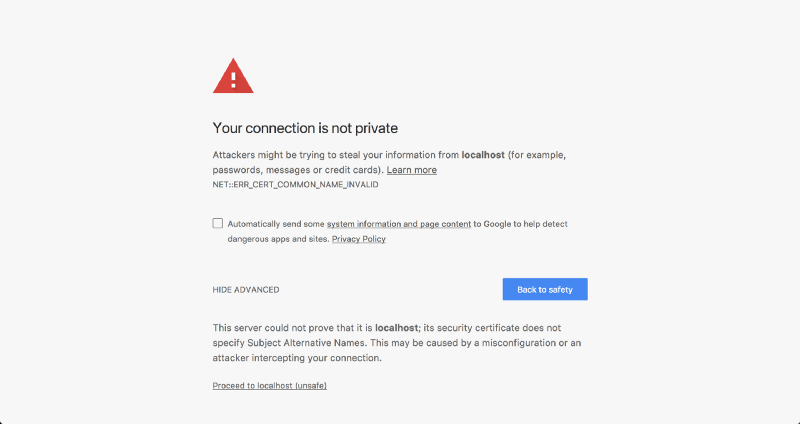 Your connection is not private
Attackers might be trying to steal your information from localhost (for example,
passwords, messages or credit cards). Learn more
NET::ERR_CERT_COMMON_NAME_INVALID
Automatically send some system information and page content to Google to help detect
dangerous apps and sites. Privacy Policy
HIDE ADVANCED
Back to safety
This server could not prove that it is localhost; its security certificate does not
specify Subject Alternative Names. This may be caused by a misconfiguration or an
attacker intercepting your connection.
Proceed to localhost (unsafe)